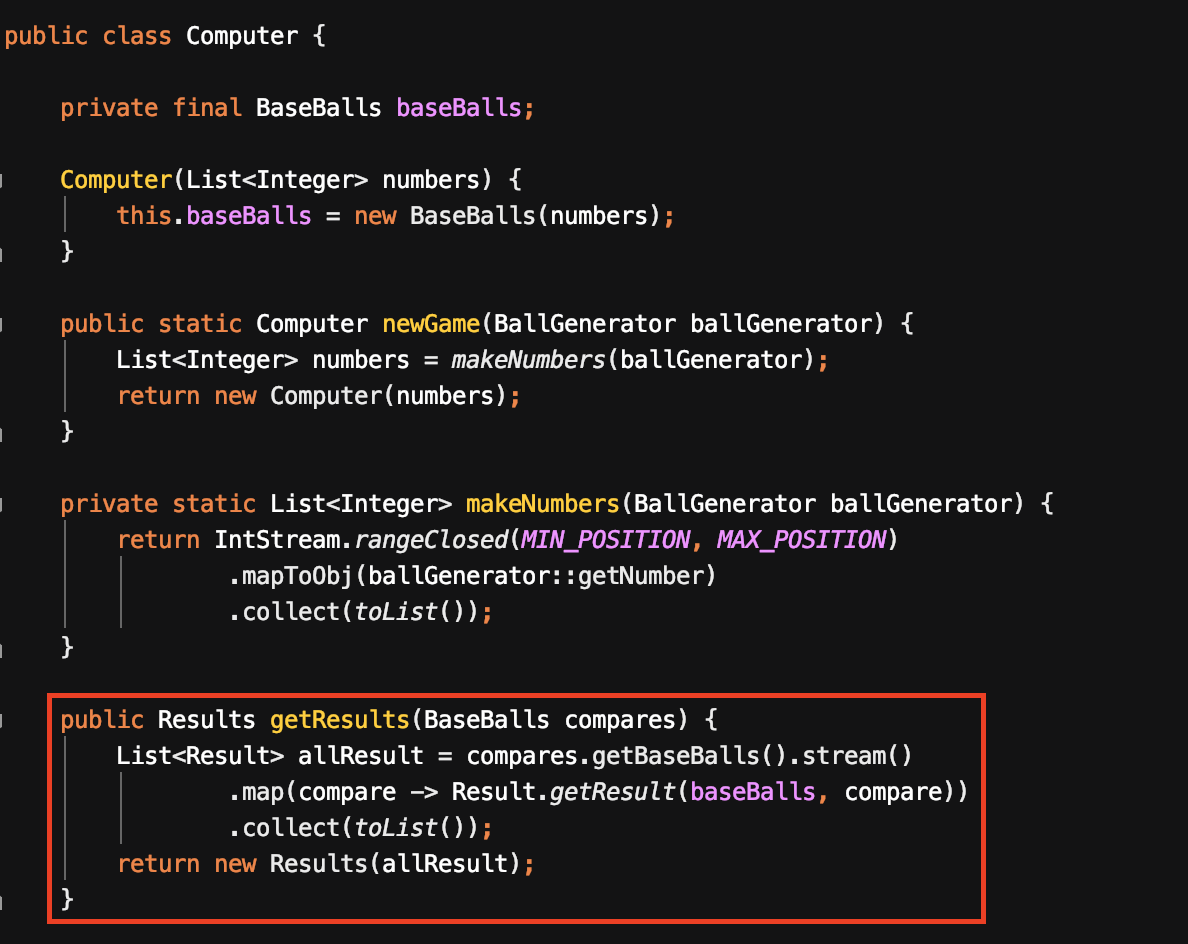 public class Computer {
private final BaseBalls baseBalls;
Computer(List<Integer> numbers) {
this.baseBalls = new BaseBalls(numbers);
}
public static Computer newGame(BallGenerator ballGenerator) {
List<Integer> numbers = makeNumbers(ballGenerator);
return new Computer(numbers);
}
private static List<Integer> makeNumbers(BallGenerator ballGenerator) {
return IntStream.rangeClosed(MIN_POSITION, MAX_POSITION)
.mapToObj(ballGenerator::getNumber)
.collect(toList());
}
public Results getResults(BaseBalls compares) {
List<Result> allResult = compares.getBaseBalls().stream()
.map(compare -> Result.getResult(baseBalls, compare))
.collect(toList());
return new Results(allResult);
}